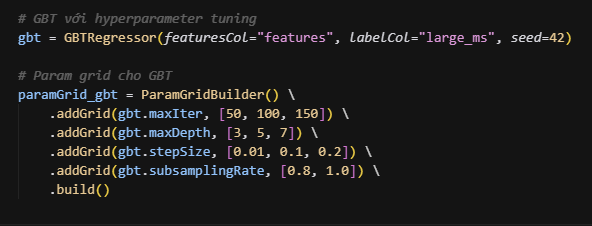 # GBT với hyperparameter tuning
gbt = GBTRegressor(featuresCol="features", labelCol="large_ms", seed=42)
# Param grid cho GBT
paramGrid_gbt = ParamGridBuilder() \
    .addGrid(gbt.maxIter, [50, 100, 150]) \
    .addGrid(gbt.maxDepth, [3, 5, 7]) \
    .addGrid(gbt.stepSize, [0.01, 0.1, 0.2]) \
    .addGrid(gbt.subsamplingRate, [0.8, 1.0]) \
    .build()